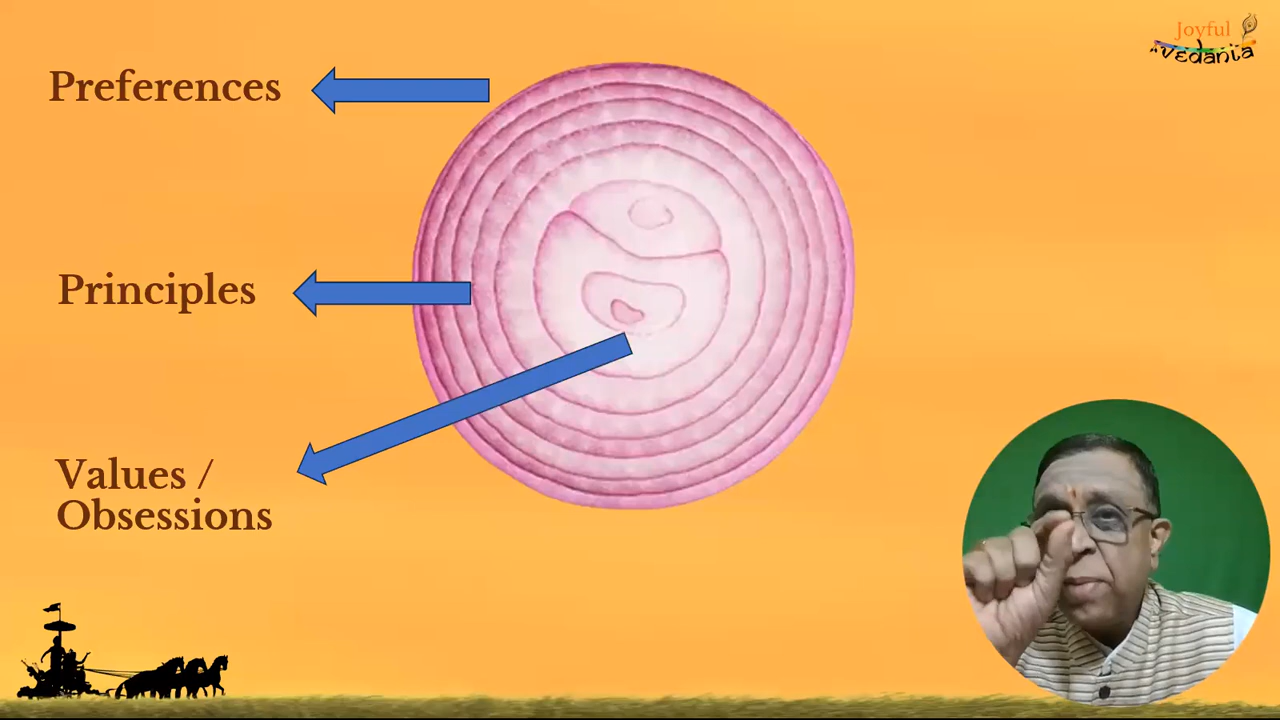 Joyful
Vedanta
Preferences
Principles
Values /
Obsessions